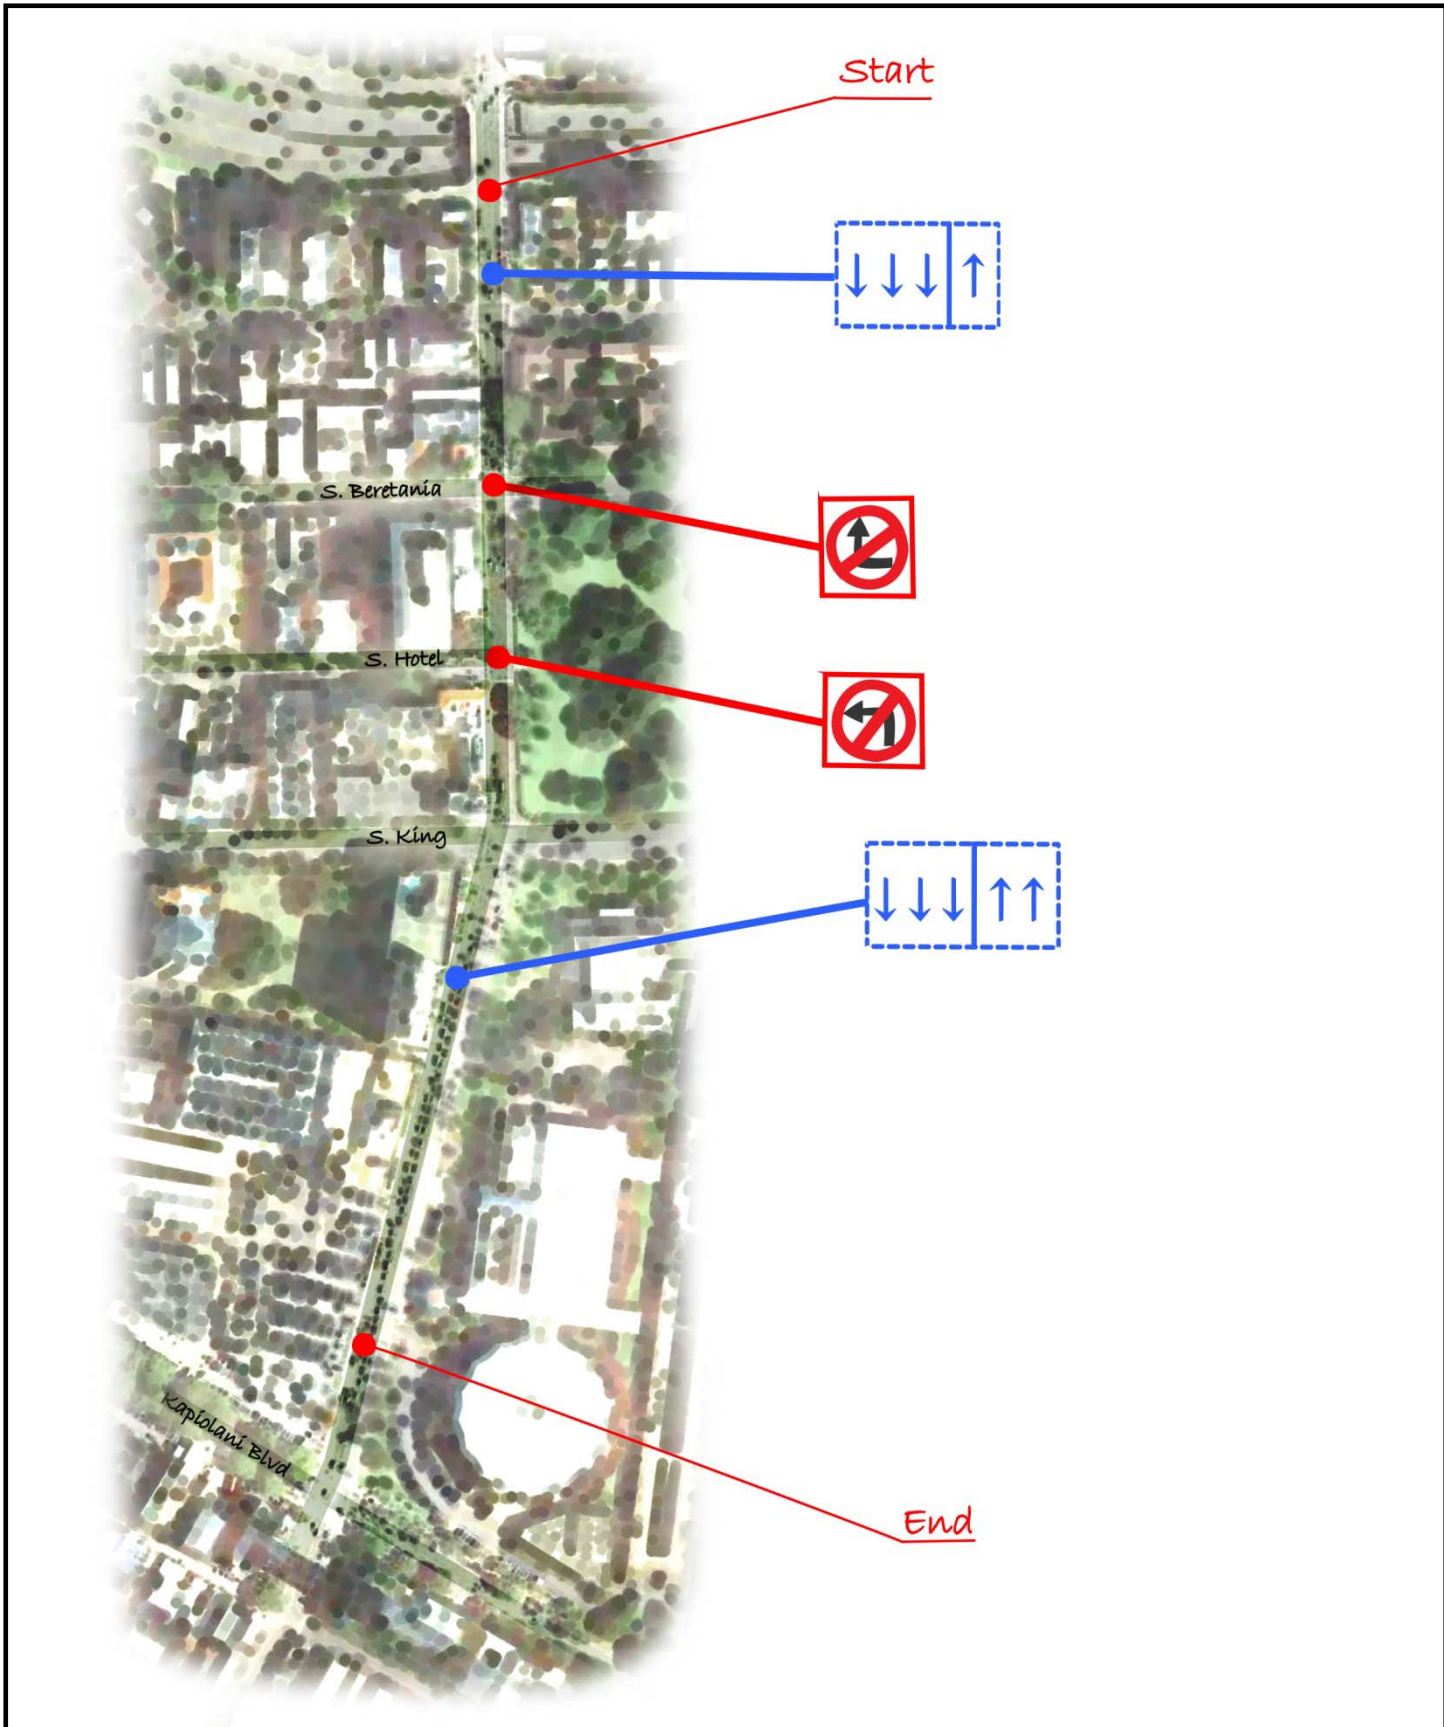 Start
S. Beretania
S. Hotel
S. King
Kapiolani Blvd
End